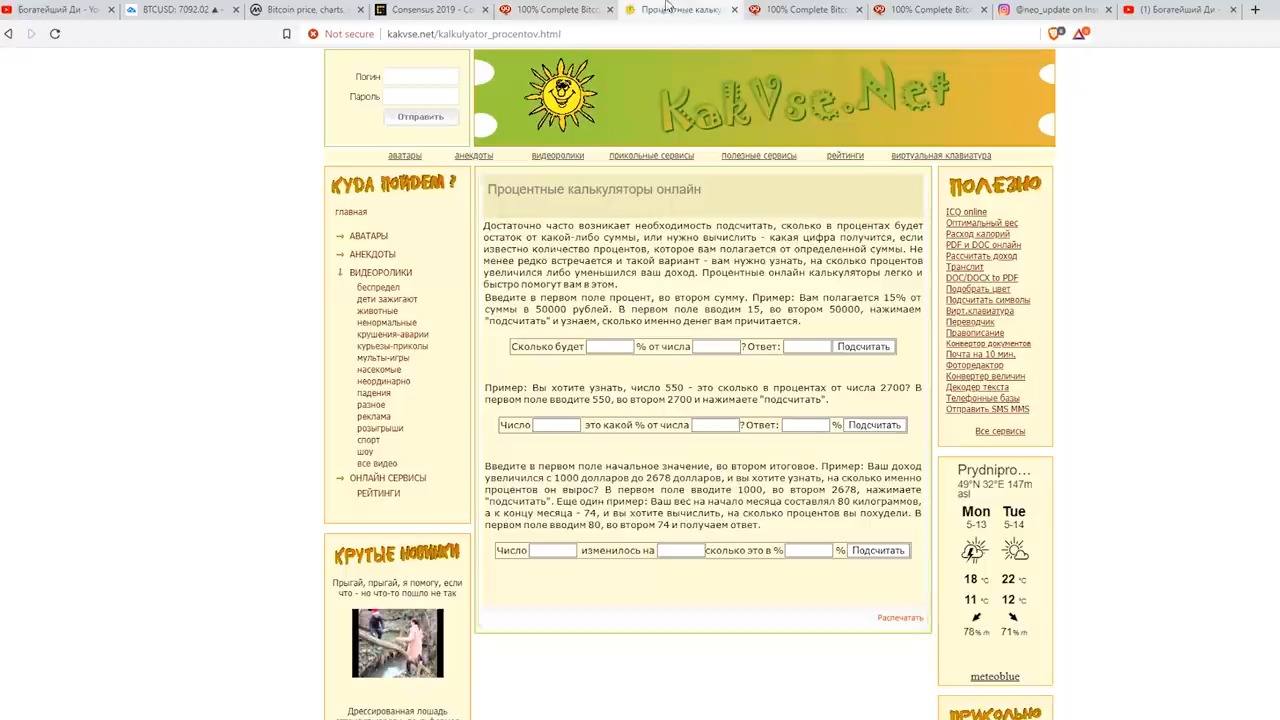 Богатейший Ди - Yo
BTCUSD: 7092.02 ▲ -
Bitcoin price, charts,
Consensus 2019 - Co
100% Complete Bitco
Процентные кальку
100% Complete Bitco
100% Complete Bitco
@neo_update on Ins
(1) Богатейший Ди -
Not secure
kakvse.net/kalkulyator_procentov.html
Логин
Пароль
Отправить
KakVse.Net
аватары
анекдоты
видеоролики
прикольные сервисы
полезные сервисы
рейтинги
виртуальная клавиатура
КУДА ПОЙДЕМ ?
главная
АВАТАРЫ
АНЕКДОТЫ
ВИДЕОРОЛИКИ
беспредел
дети зажигают
животные
ненормальные
крушения-аварии
курьезы-приколы
мульты-игры
насекомые
неординарно
падения
разное
реклама
розыгрыши
спорт
шоу
все видео
ОНЛАЙН СЕРВИСЫ
РЕЙТИНГИ
КРУТЫЕ НОВИНКИ
Прыгай, прыгай, я помогу, если
что - но что-то пошло не так
Дрессированная лошадь
Процентные калькуляторы онлайн
Достаточно часто возникает необходимость подсчитать, сколько в процентах будет
остаток от какой-либо суммы, или нужно вычислить - какая цифра получится, если
известно количество процентов, которое вам полагается от определенной суммы. Не
менее редко встречается и такой вариант - вам нужно узнать, на сколько процентов
увеличился либо уменьшился ваш доход. Процентные онлайн калькуляторы легко и
быстро помогут вам в этом.
Введите в первом поле процент, во втором сумму. Пример: Вам полагается 15% от
суммы в 50000 рублей. В первом поле вводим 15, во втором 50000, нажимаем
"подсчитать" и узнаем, сколько именно денег вам причитается.
Сколько будет % от числа ? Ответ: Подсчитать
Пример: Вы хотите узнать, число 550 - это сколько в процентах от числа 2700? В
первом поле вводите 550, во втором 2700 и нажимаете "подсчитать".
Число это какой % от числа ? Ответ: % Подсчитать
Введите в первом поле начальное значение, во втором итоговое. Пример: Ваш доход
увеличился с 1000 долларов до 2678 долларов, и вы хотите узнать, на сколько именно
процентов он вырос? В первом поле вводите 1000, во втором 2678, нажимаете
"подсчитать". Еще один пример: Ваш вес на начало месяца составлял 80 килограммов,
а к концу месяца - 74, и вы хотите вычислить, на сколько процентов вы похудели. В
первом поле вводим 80, во втором 74 и получаем ответ.
Число изменилось на сколько это в % % Подсчитать
Распечатать
ПОЛЕЗНО
ICQ online
Оптимальный вес
Расход калорий
PDF и DOC онлайн
Рассчитать доход
Транслит
DOC/DOCX to PDF
Подобрать цвет
Подсчитать символы
Вирт.клавиатура
Переводчик
Правописание
Конвертор документов
Почта на 10 мин.
Фоторедактор
Конвертер величин
Декодер текста
Телефонные базы
Отправить SMS MMS
Все сервисы
Prydnipro...
49°N 32°E 147m
asl
Mon Tue
5-13 5-14
18 °C 22 °C
11 °C 12 °C
78% rH 71% rH
meteoblue
ПРИКОЛЬНО